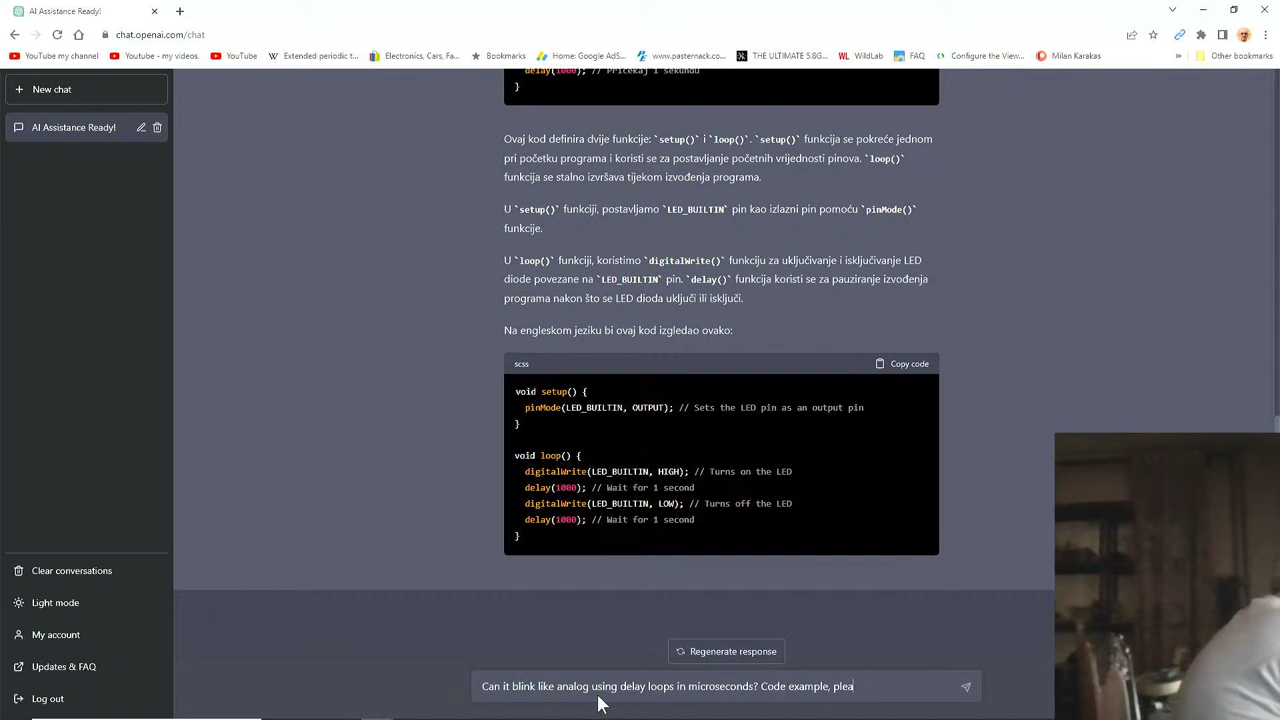 AI Assistance Ready!
chat.openai.com/chat
YouTube my channel
Youtube - my videos
YouTube
Extended periodic t...
Electronics, Cars, Fa...
Bookmarks
Home: Google AdS...
www.pasternack.co...
THE ULTIMATE 5.8G...
WL WildLab
FAQ
Configure the View...
Milan Karakas
»
Other bookmarks
+ New chat
AI Assistance Ready!
delay(1000); // Pričekaj 1 sekundu
}
Ovaj kod definira dvije funkcije: `setup()` i `loop()`. `setup()` funkcija se pokreće jednom
pri početku programa i koristi se za postavljanje početnih vrijednosti pinova. `loop()`
funkcija se stalno izvršava tijekom izvođenja programa.
U `setup()` funkciji, postavljamo `LED_BUILTIN` pin kao izlazni pin pomoću `pinMode()`
funkcije.
U `loop()` funkciji, koristimo `digitalWrite()` funkciju za uključivanje i isključivanje LED
diode povezane na `LED_BUILTIN` pin. `delay()` funkcija koristi se za pauziranje izvođenja
programa nakon što se LED dioda uključi ili isključi.
Na engleskom jeziku bi ovaj kod izgledao ovako:
scss
Copy code
void setup() {
pinMode(LED_BUILTIN, OUTPUT); // Sets the LED pin as an output pin
}
void loop() {
digitalWrite(LED_BUILTIN, HIGH); // Turns on the LED
delay(1000); // Wait for 1 second
digitalWrite(LED_BUILTIN, LOW); // Turns off the LED
delay(1000); // Wait for 1 second
}
Clear conversations
Light mode
My account
Updates & FAQ
Log out
Regenerate response
Can it blink like analog using delay loops in microseconds? Code example, plea